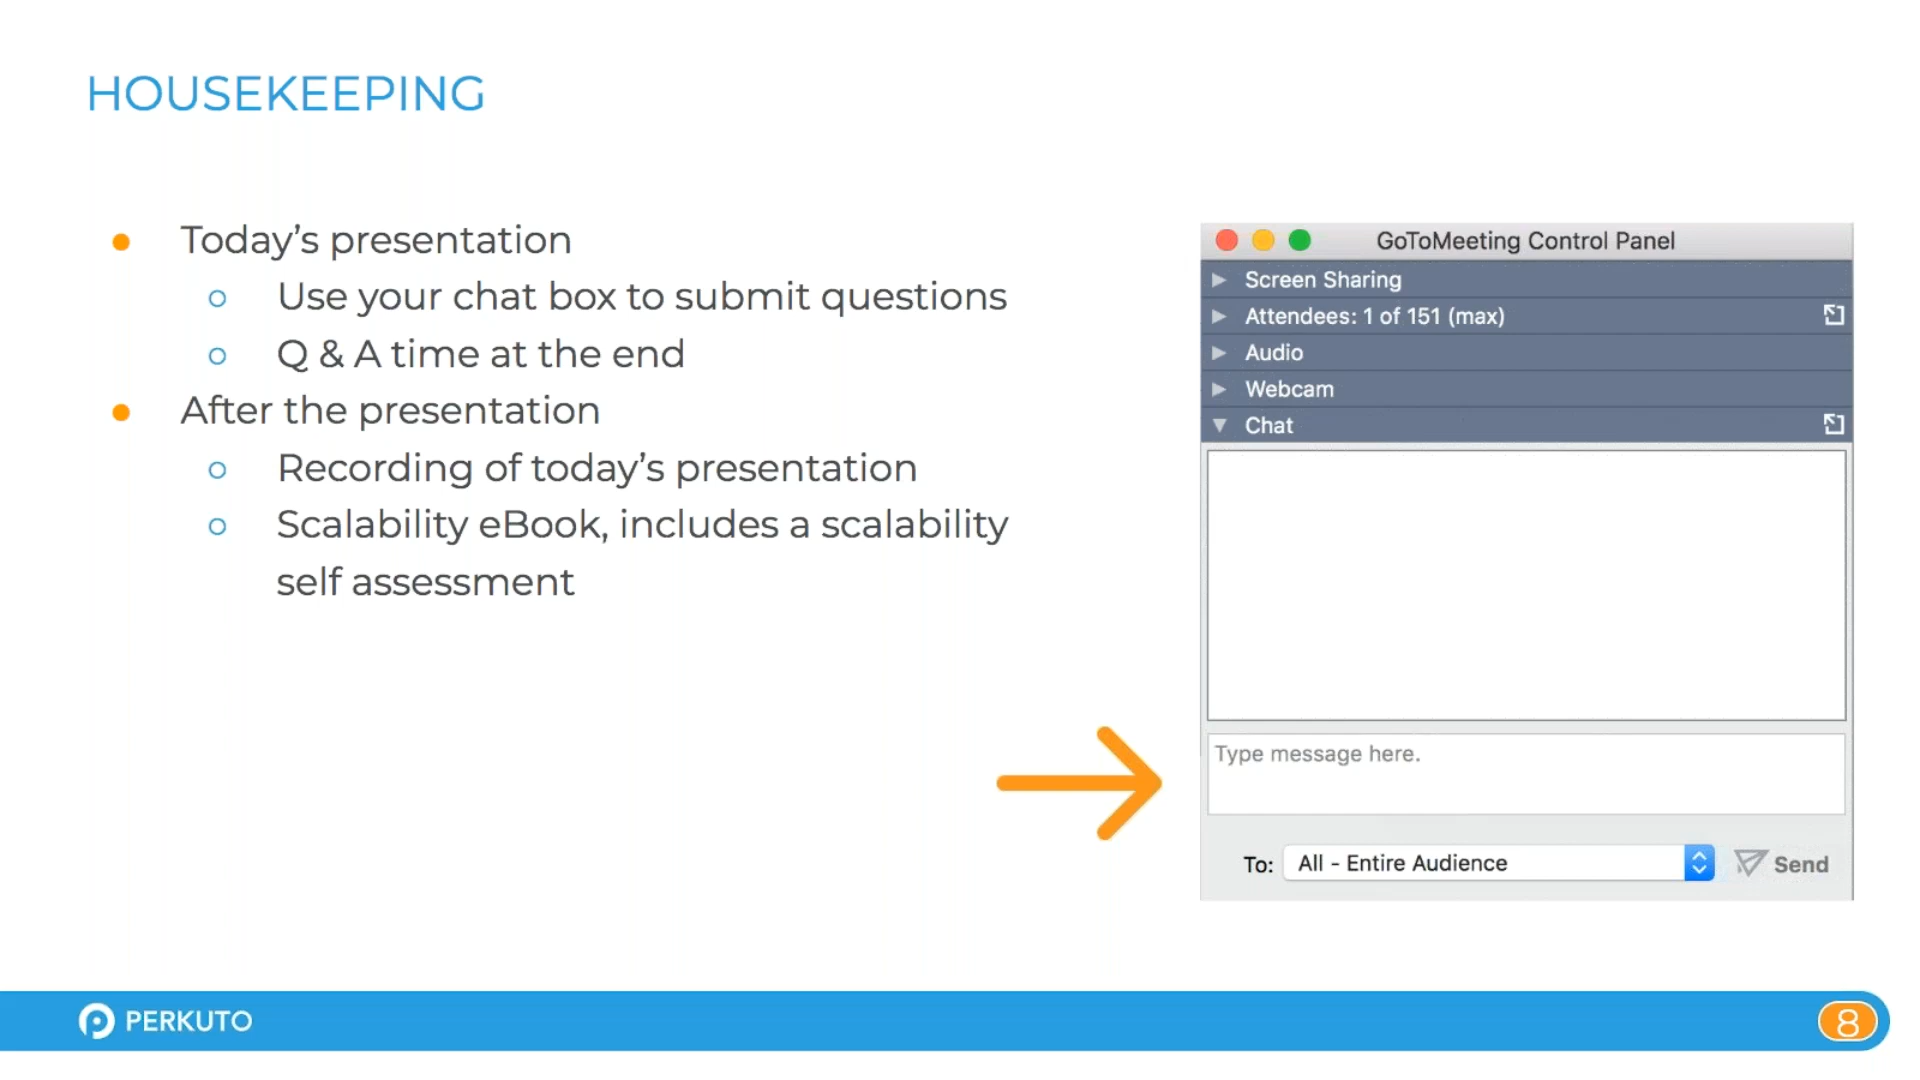 HOUSEKEEPING
Today’s presentation
Use your chat box to submit questions
Q & A time at the end
After the presentation
Recording of today’s presentation
Scalability eBook, includes a scalability
self assessment
GoToMeeting Control Panel
Screen Sharing
Attendees: 1 of 151 (max)
Audio
Webcam
Chat
Type message here.
To: All - Entire Audience Send
PERKUTO
8